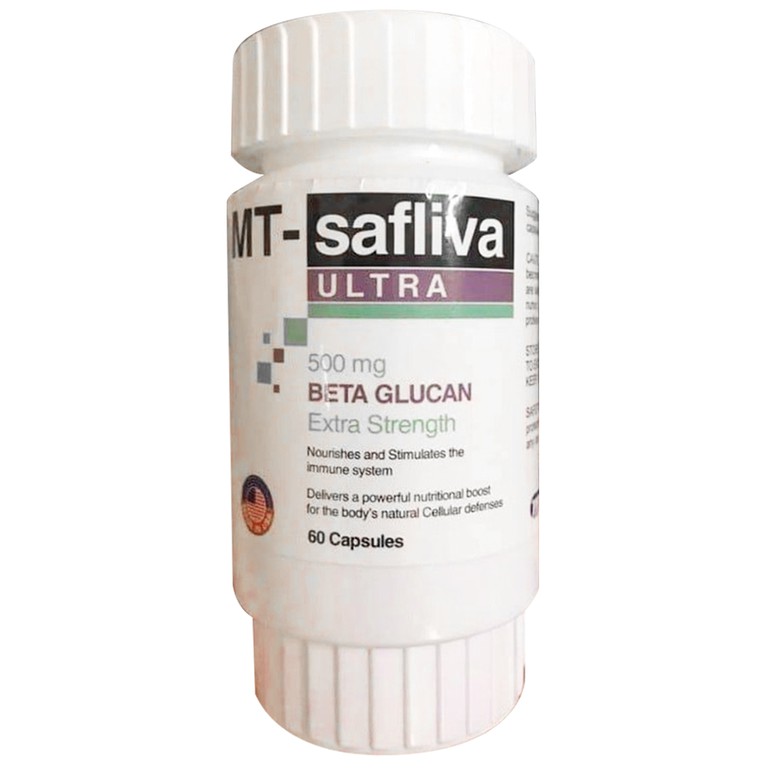 MT-safliva
ULTRA
500 mg
BETA GLUCAN
Extra Strength
Nourishes and Stimulates the
immune system
Delivers a powerful nutritional boost
for the body's natural Cellular defenses
60 Capsules